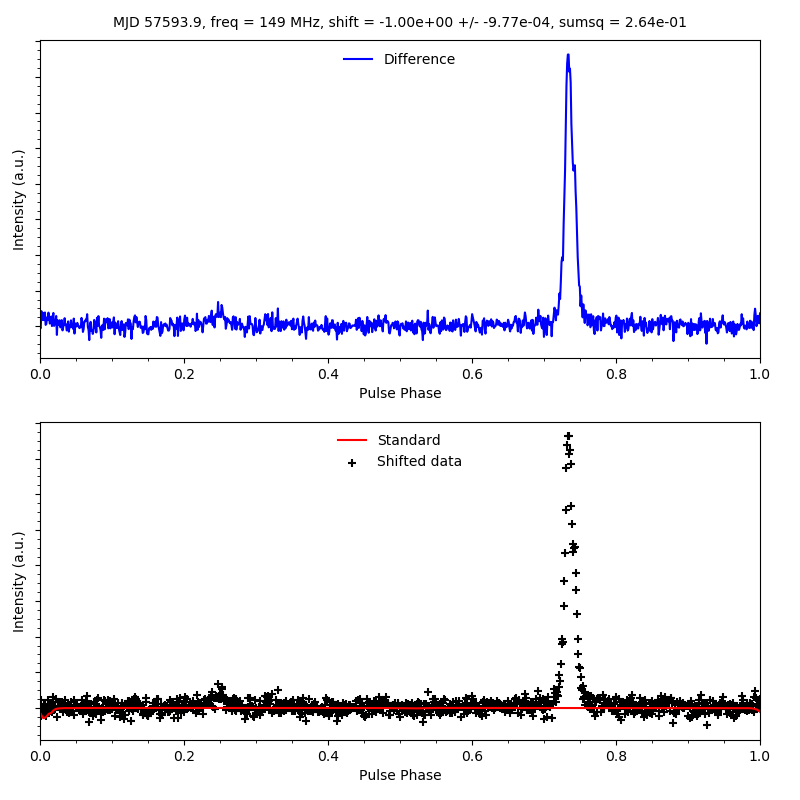 MJD 57593.9, freq = 149 MHz, shift = -1.00e+00 +/- -9.77e-04, sumsq = 2.64e-01
Difference
Intensity (a.u.)
0.0 0.2 0.4 0.6 0.8 1.0
Pulse Phase
Standard
Shifted data
Intensity (a.u.)
0.0 0.2 0.4 0.6 0.8 1.0
Pulse Phase